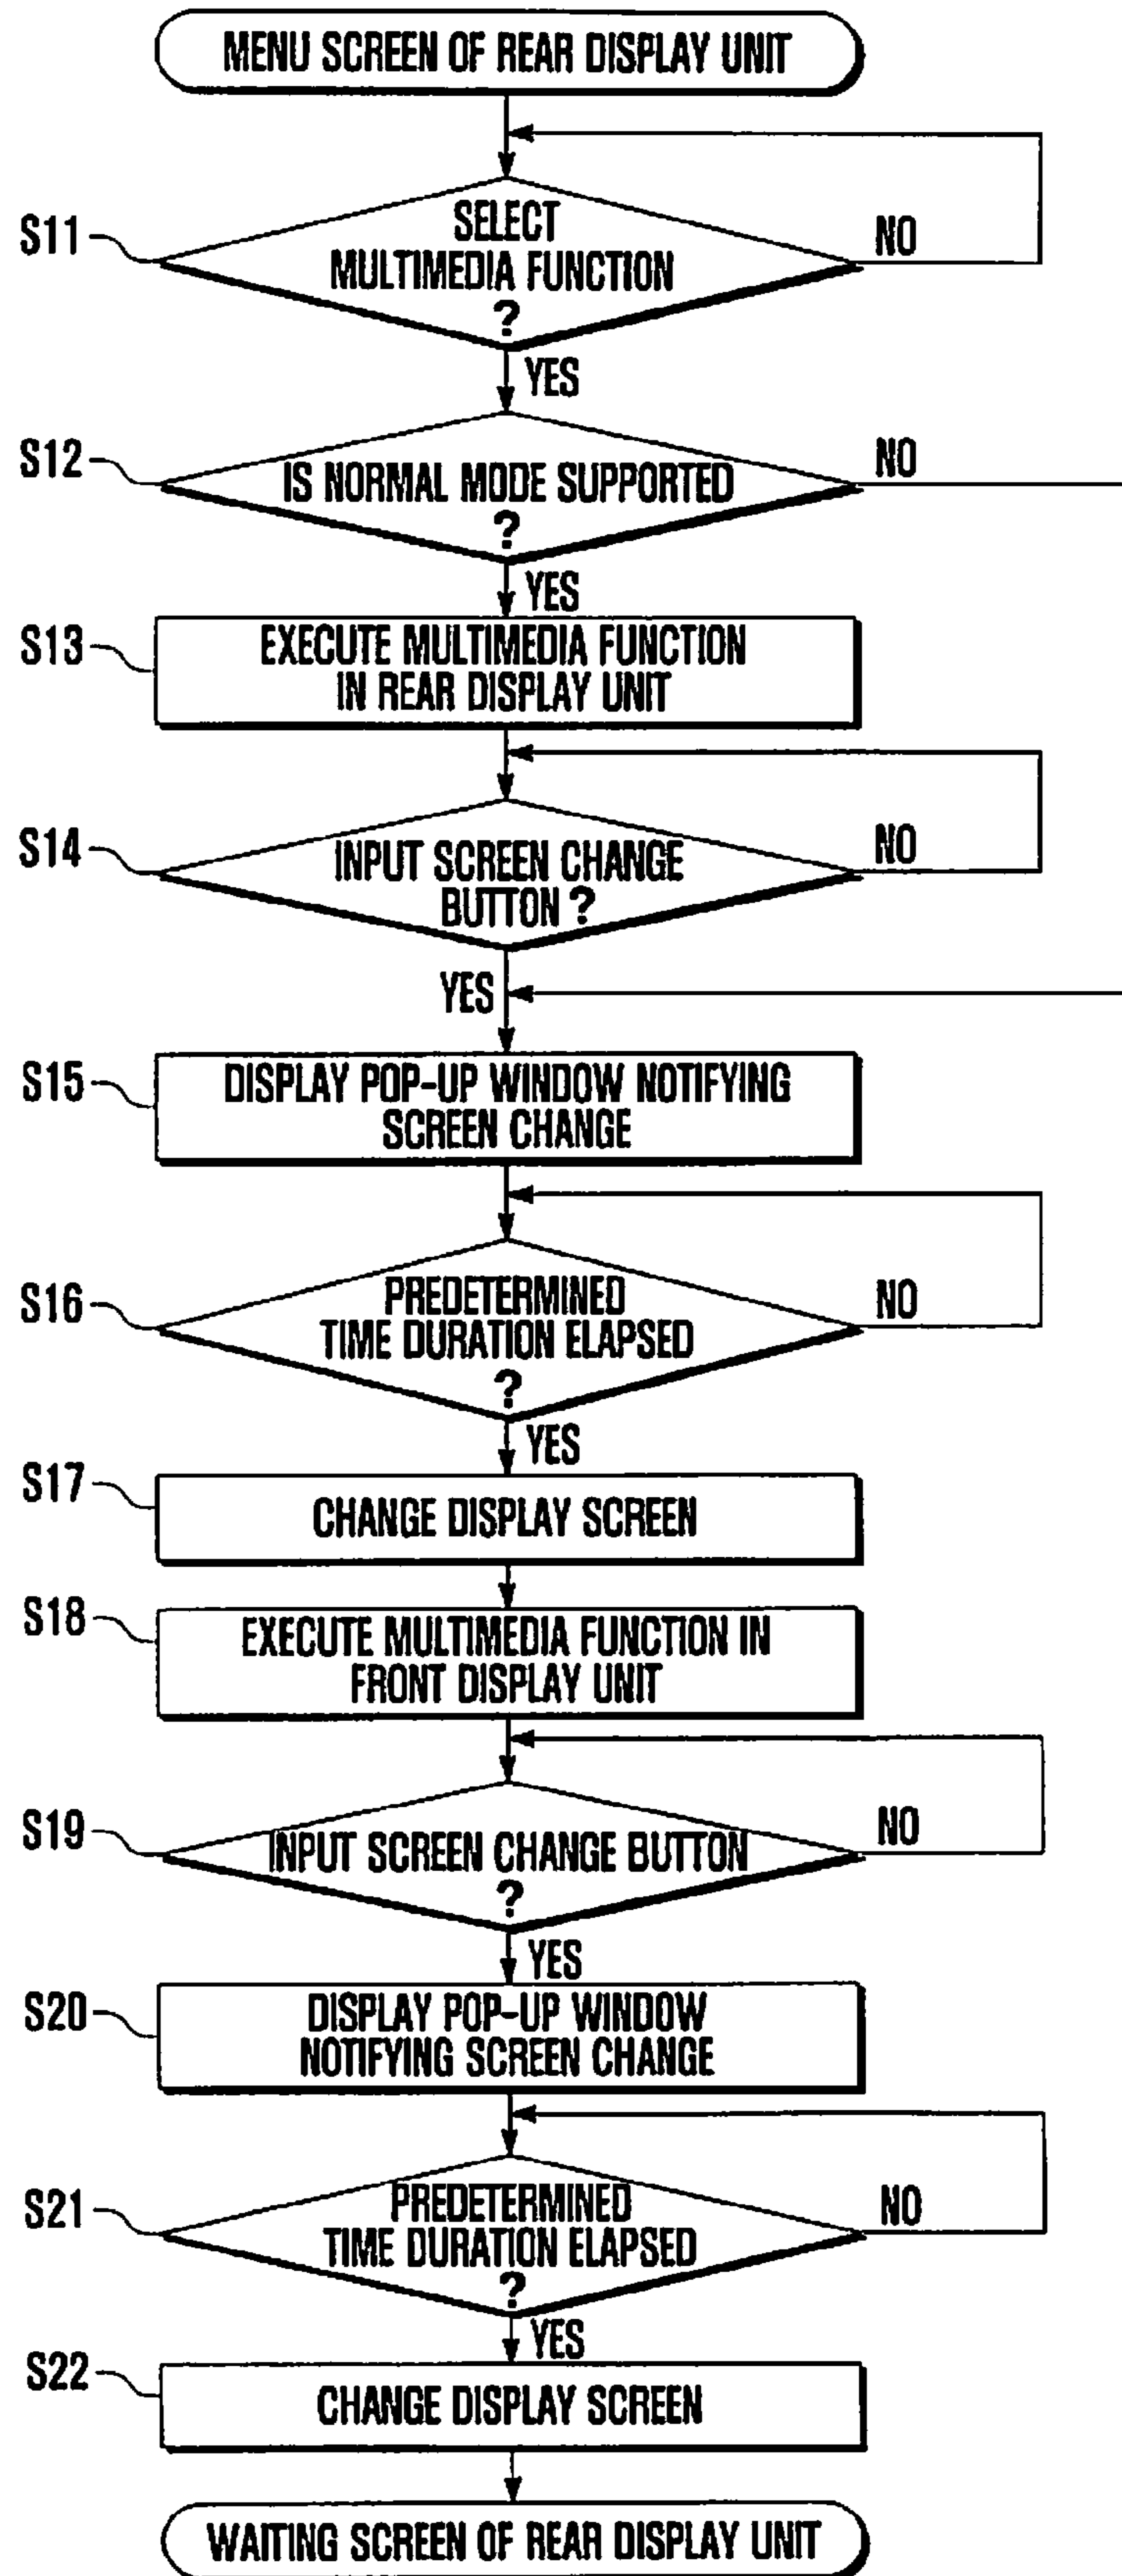 MENU SCREEN OF REAR DISPLAY UNIT
S11
SELECT
MULTIMEDIA FUNCTION
?
NO
YES
S12
IS NORMAL MODE SUPPORTED
?
NO
YES
S13
EXECUTE MULTIMEDIA FUNCTION
IN REAR DISPLAY UNIT
S14
INPUT SCREEN CHANGE
BUTTON ?
NO
YES
S15
DISPLAY POP-UP WINDOW NOTIFYING
SCREEN CHANGE
S16
PREDETERMINED
TIME DURATION ELAPSED
?
NO
YES
S17
CHANGE DISPLAY SCREEN
S18
EXECUTE MULTIMEDIA FUNCTION IN
FRONT DISPLAY UNIT
S19
INPUT SCREEN CHANGE BUTTON
?
NO
YES
S20
DISPLAY POP-UP WINDOW
NOTIFYING SCREEN CHANGE
S21
PREDETERMINED
TIME DURATION ELAPSED
?
NO
YES
S22
CHANGE DISPLAY SCREEN
WAITING SCREEN OF REAR DISPLAY UNIT